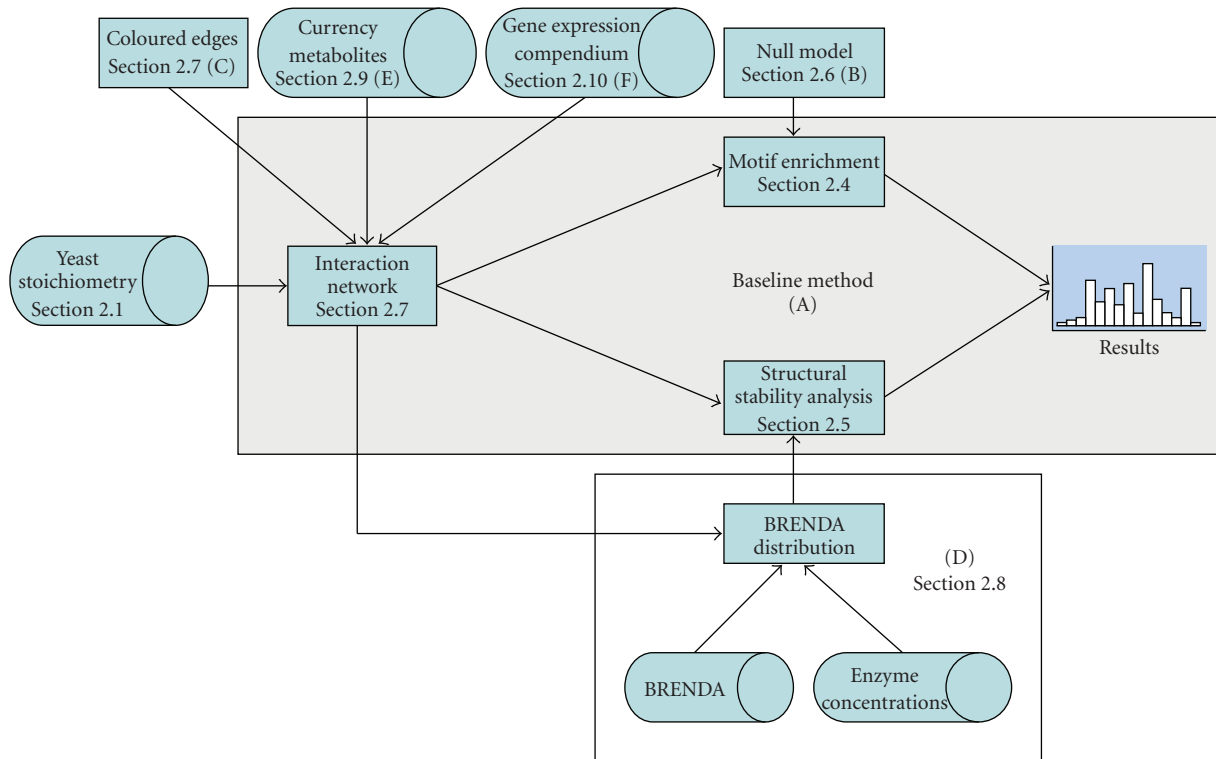 Coloured edges
Section 2.7 (C)
Currency
metabolites
Section 2.9 (E)
Gene expression
compendium
Section 2.10 (F)
Null model
Section 2.6 (B)
Motif enrichment
Section 2.4
Yeast
stoichiometry
Section 2.1
Interaction
network
Section 2.7
Baseline method
(A)
Results
Structural
stability analysis
Section 2.5
BRENDA
distribution
(D)
Section 2.8
BRENDA
Enzyme
concentrations